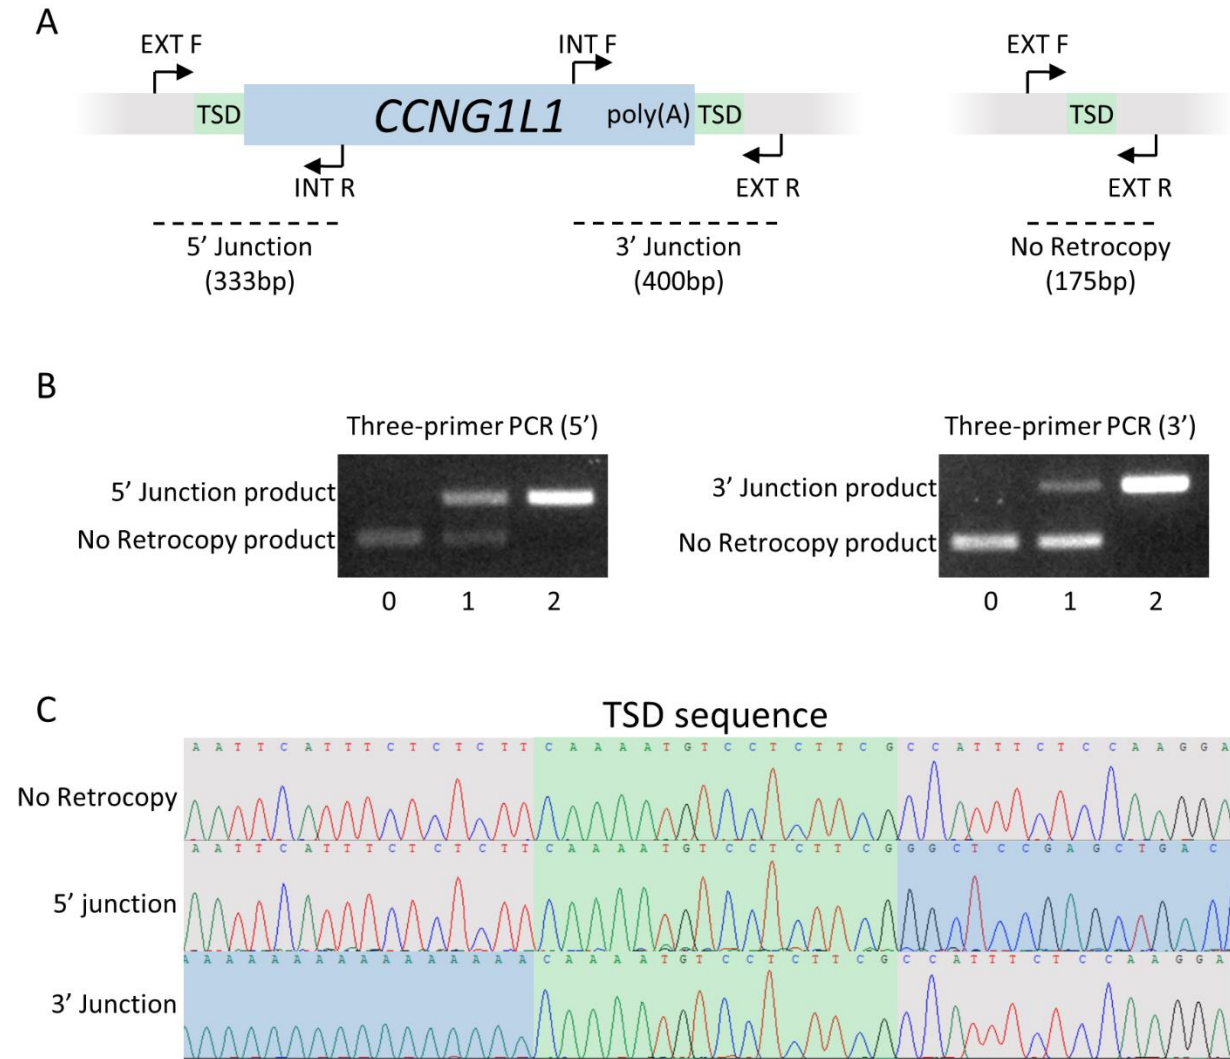 A
EXT F
INT F
EXT F
TSD
CCNG1L1
poly(A)
TSD
TSD
INT R
EXT R
EXT R
5’ Junction
(333bp)
3’ Junction
(400bp)
No Retrocopy
(175bp)
B
Three-primer PCR (5’)
5’ Junction product
No Retrocopy product
0 1 2
Three-primer PCR (3’)
3’ Junction product
No Retrocopy product
0 1 2
C
TSD sequence
No Retrocopy
A A T T C A T T T C T C T C T T C A A A A T G T C C T C T T C G C C A T T T C T C C A A G G A
5’ junction
A A T T C A T T T C T C T C T T C A A A A T G T C C T C T T C G G G C T C C G A G C T G A C
3’ Junction
A A A A A A A A A A A A A A A A C A A A A T G T C C T C T T C G C C A T T T C T C C A A G G A